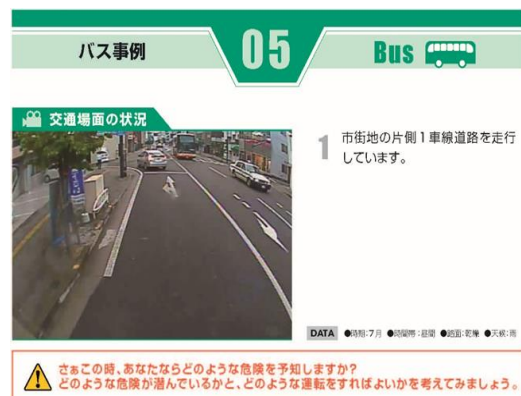 バス事例
05
Bus
交通場面の状況
1 市街地の片側1車線道路を走行
しています。
DATA ●時期:7月 ●時間帯:昼間 ●路面:乾燥 ●天候:雨
さぁこの時、あなたならどのような危険を予知しますか?
どのような危険が潜んでいるかと、どのような運転をすればよいかを考えてみましょう。